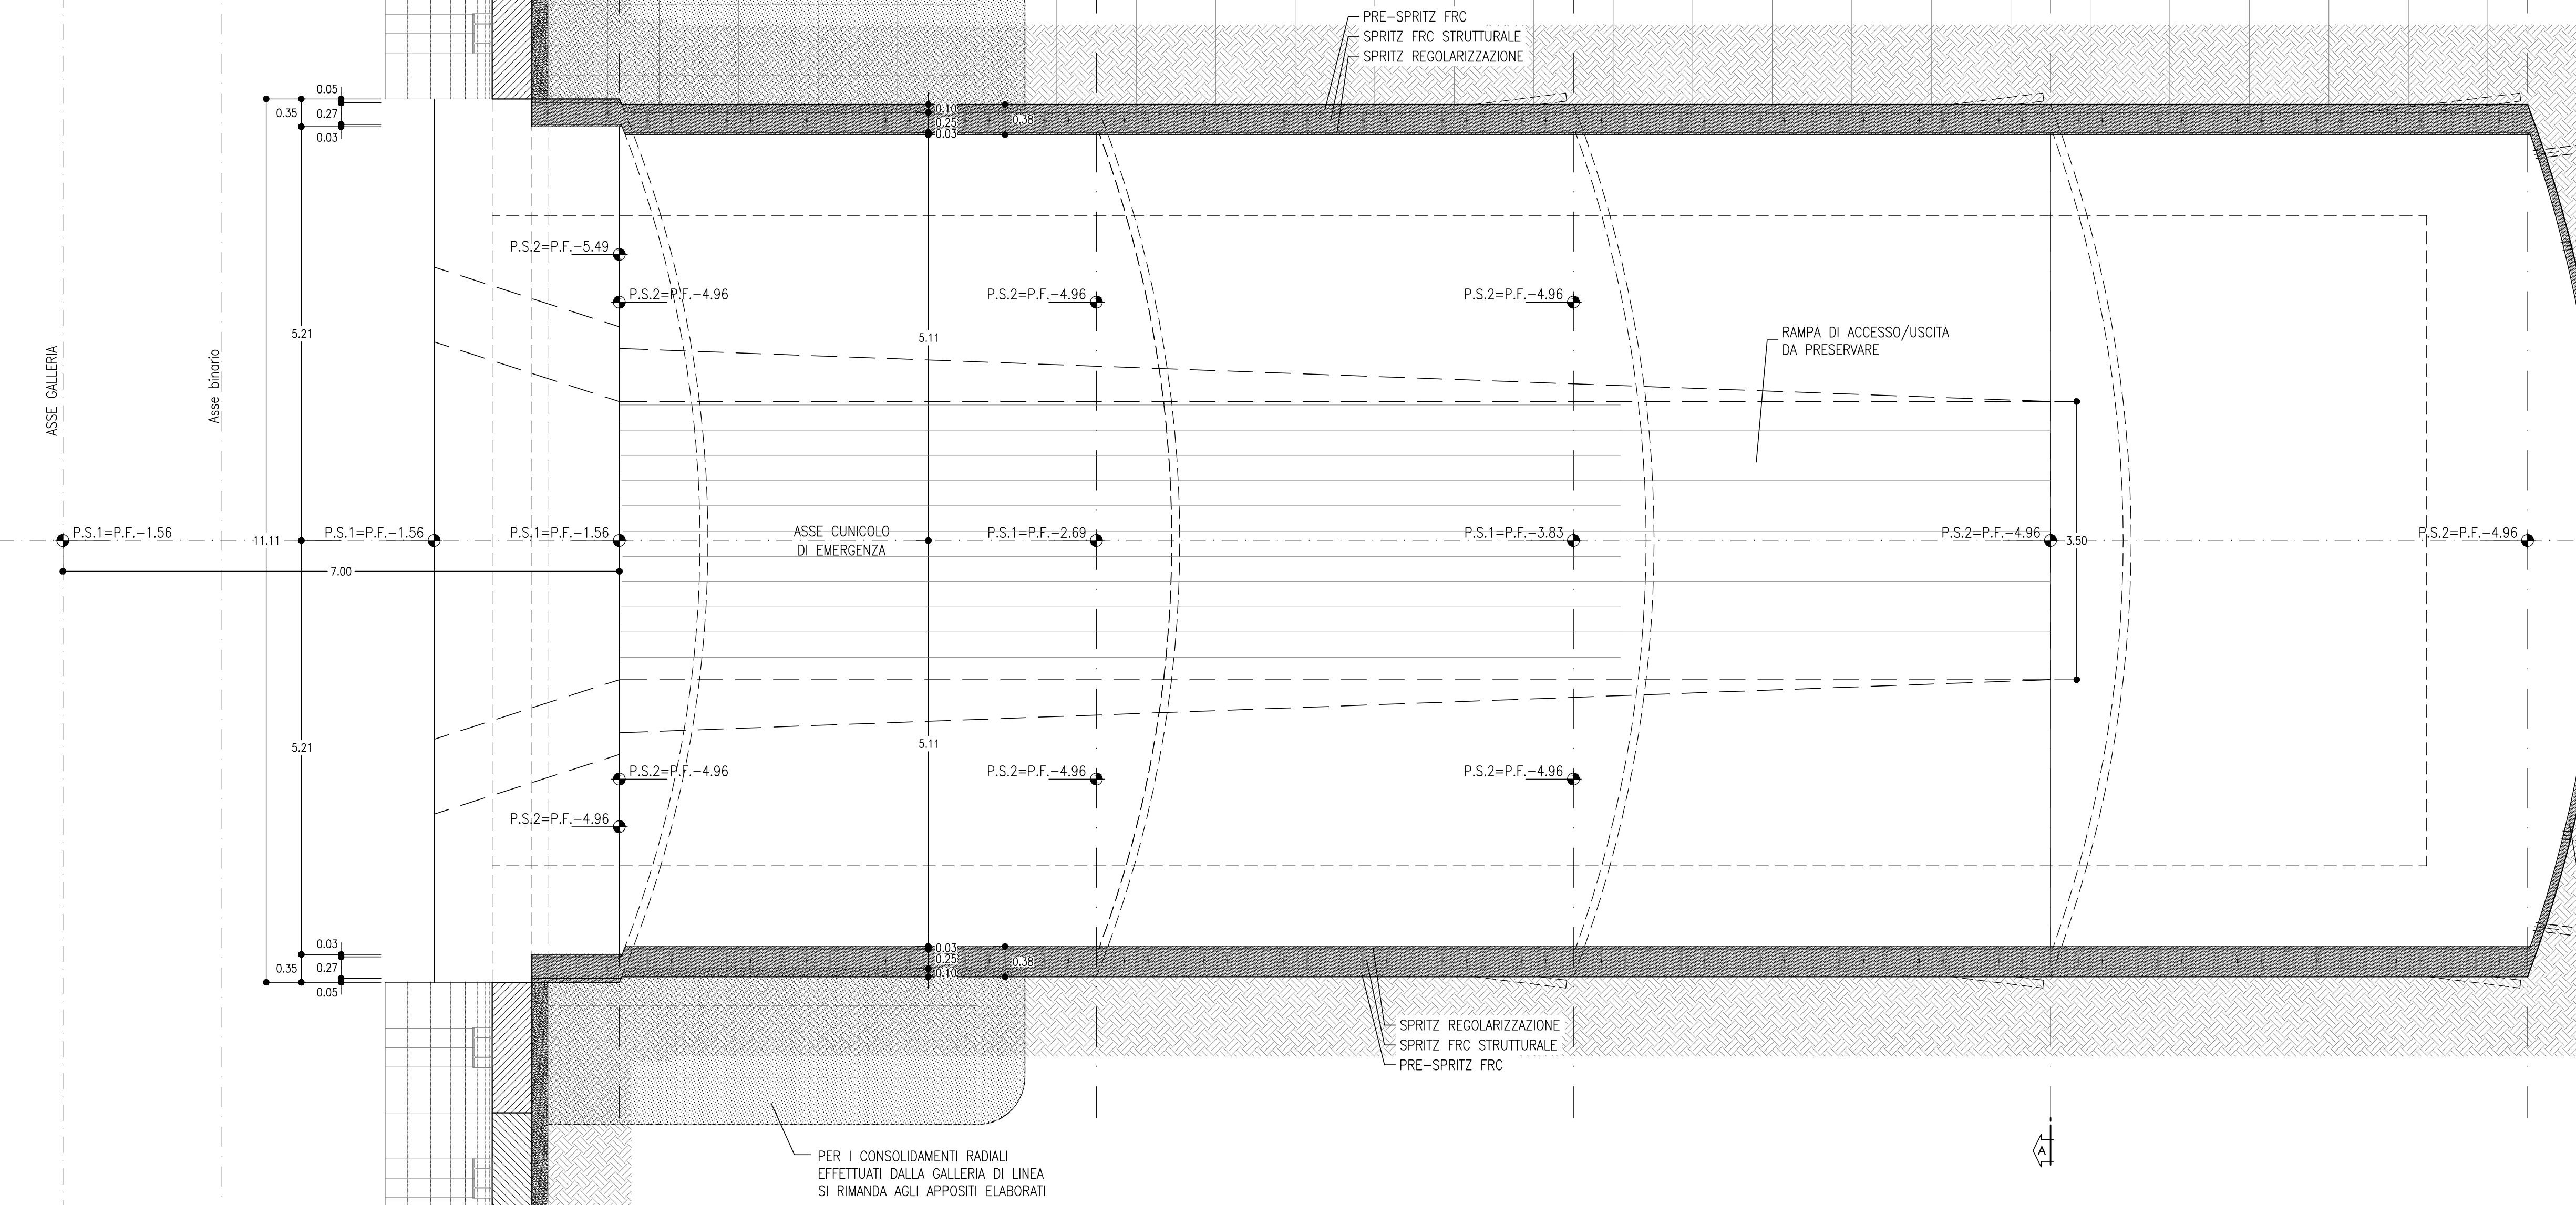 PRE-SPRITZ FRC
SPRITZ FRC STRUTTURALE
SPRITZ REGOLARIZZAZIONE
0.05
0.35
0.27
0.03
0.10
0.25
0.03
0.38
P.S.2=P.F.-5.49
P.S.2=P.F.-4.96
P.S.2=P.F.-4.96
P.S.2=P.F.-4.96
5.21
5.11
RAMPA DI ACCESSO/USCITA
DA PRESERVARE
ASSE GALLERIA
Asse binario
P.S.1=P.F.-1.56
11.11
P.S.1=P.F.-1.56
P.S.1=P.F.-1.56
ASSE CUNICOLO
DI EMERGENZA
P.S.1=P.F.-2.69
P.S.1=P.F.-3.83
P.S.2=P.F.-4.96
3.50
P.S.2=P.F.-4.96
7.00
5.21
5.11
P.S.2=P.F.-4.96
P.S.2=P.F.-4.96
P.S.2=P.F.-4.96
P.S.2=P.F.-4.96
0.03
0.35
0.27
0.05
0.03
0.25
0.10
0.38
SPRITZ REGOLARIZZAZIONE
SPRITZ FRC STRUTTURALE
PRE-SPRITZ FRC
PER I CONSOLIDAMENTI RADIALI
EFFETTUATI DALLA GALLERIA DI LINEA
SI RIMANDA AGLI APPOSITI ELABORATI
A